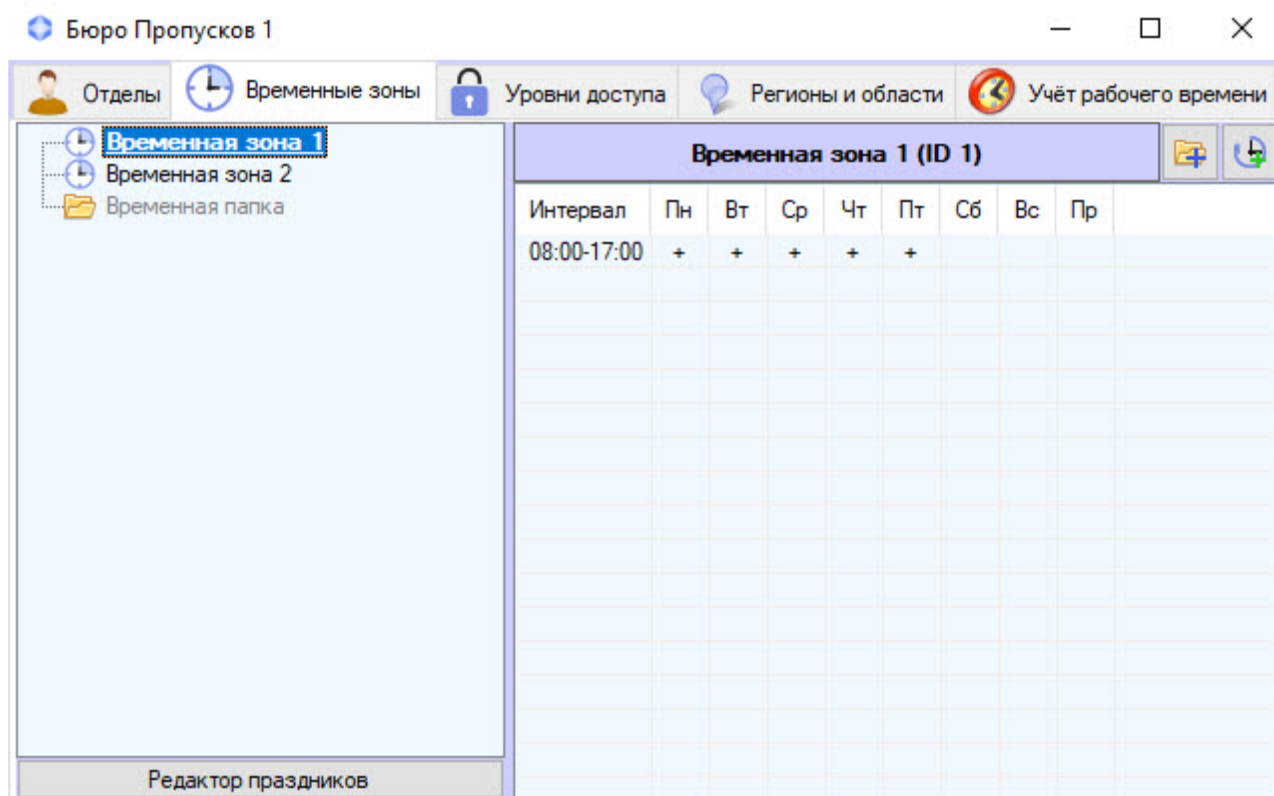 Бюро Пропусков 1
Отделы Временные зоны Уровни доступа Регионы и области Учёт рабочего времени
Временная зона 1
Временная зона 2
Временная папка
Редактор праздников
Временная зона 1 (ID 1)
Интервал Пн Вт Ср Чт Пт Сб Вс Пр
08:00-17:00 + + + + +